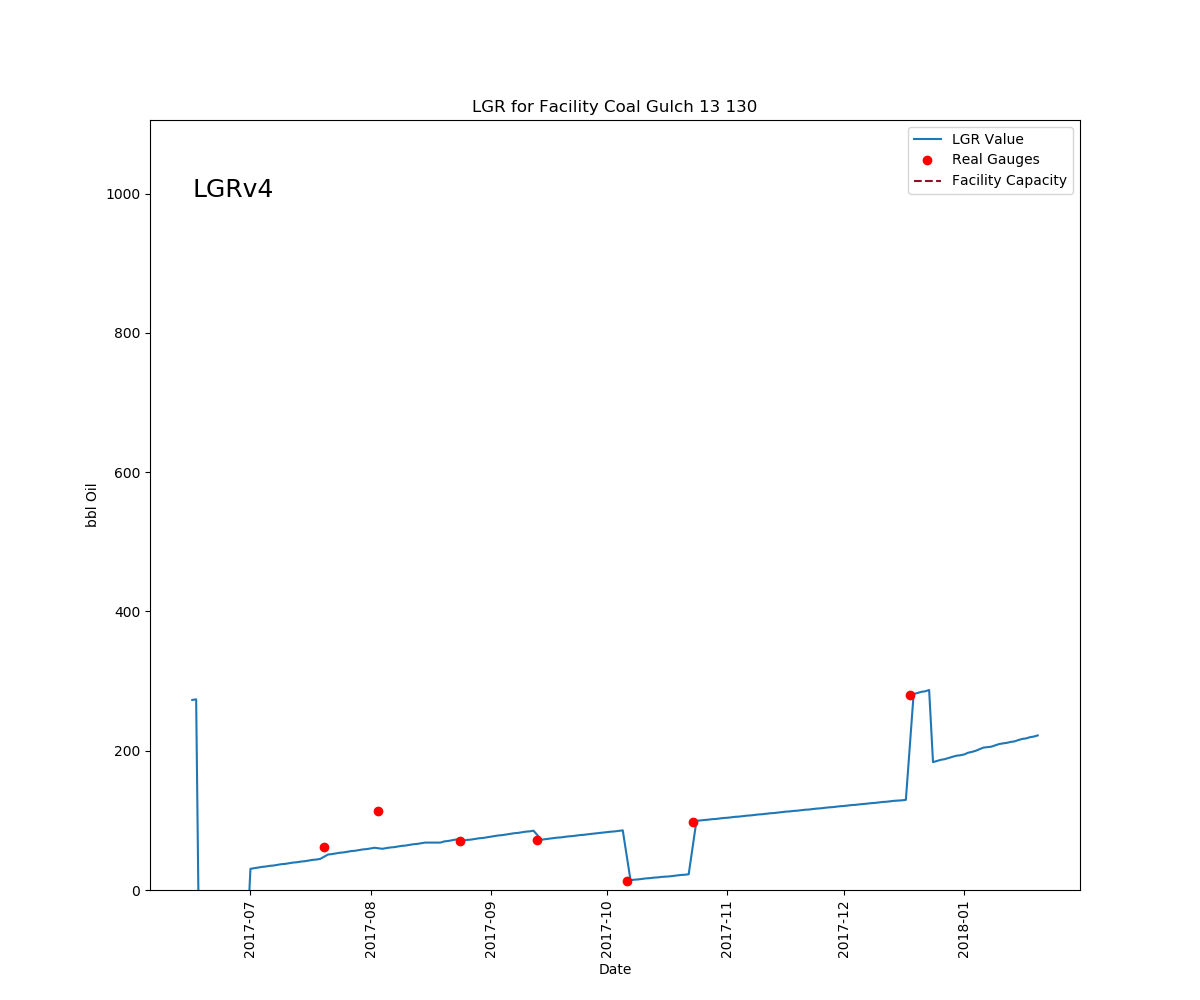 LGR for Facility Coal Gulch 13 130
LGR Value
Real Gauges
Facility Capacity
LGRv4
1000
800
600
400
200
0
bbl Oil
2017-07
2017-08
2017-09
2017-10
2017-11
2017-12
2018-01
Date